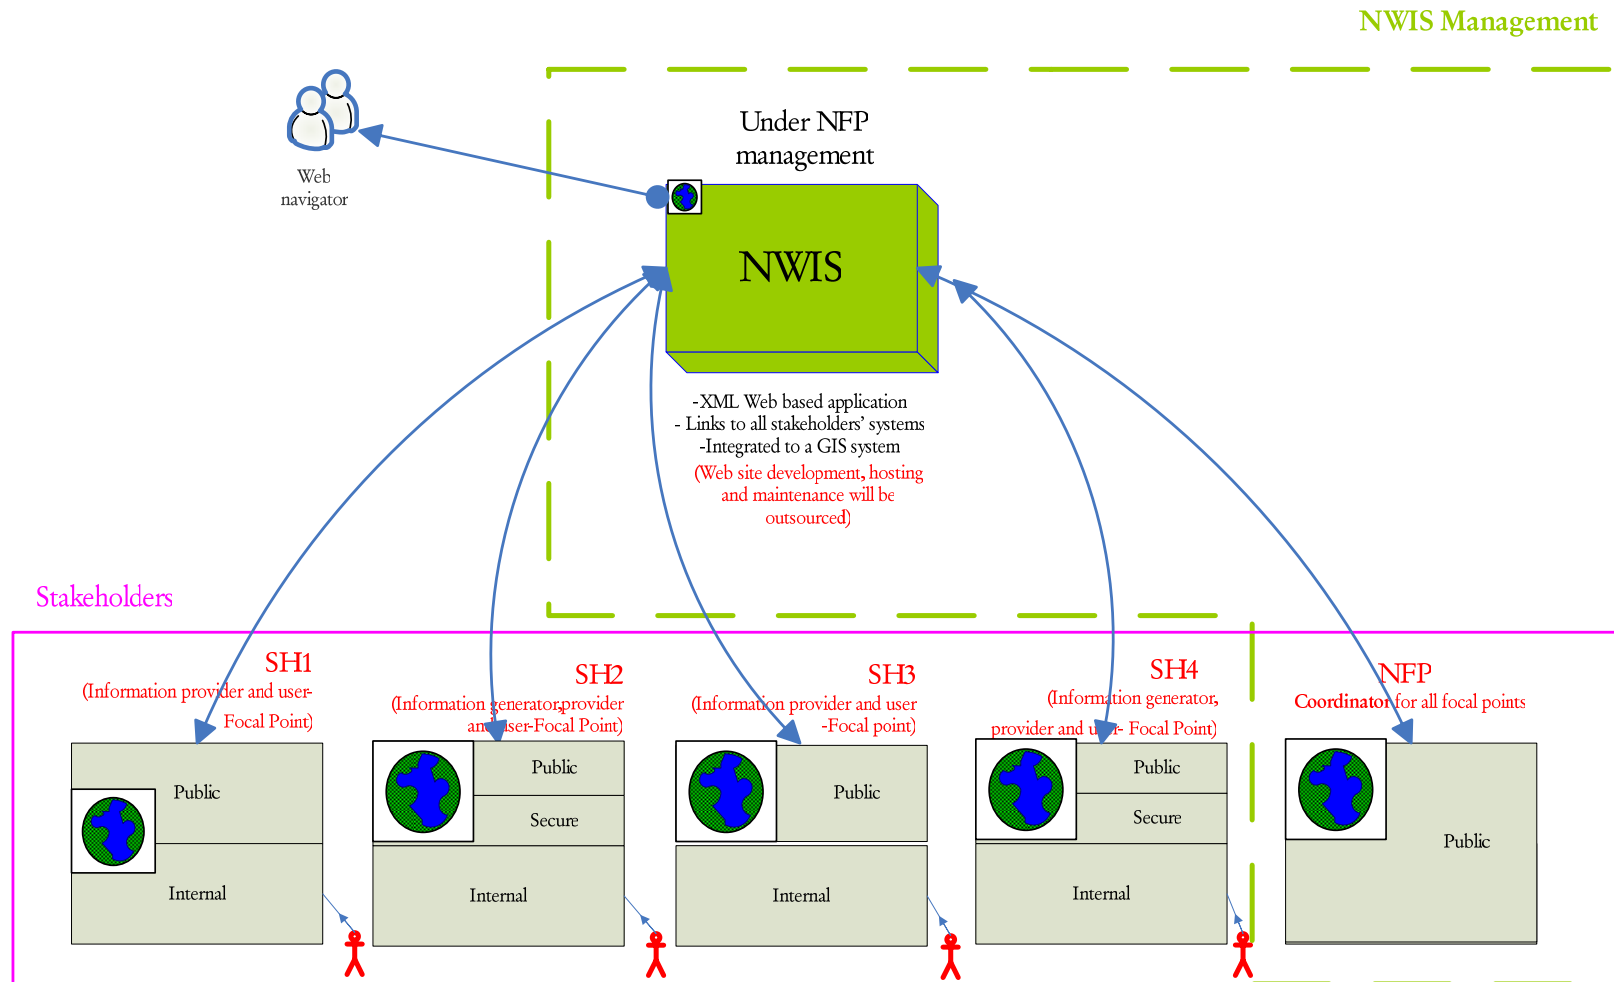 NWIS Management
Under NFP
management
Web
navigator
NWIS
-XML Web based application
- Links to all stakeholders’ systems
-Integrated to a GIS system
(Web site development, hosting
and maintenance will be
outsourced)
Stakeholders
SH1
(Information provider and user-
Focal Point)
SH2
(Information generator,provider
and user-Focal Point)
SH3
(Information provider and user
-Focal point)
SH4
(Information generator,
provider and user- Focal Point)
NFP
Coordinator for all focal points
Public
Internal
Public
Secure
Internal
Public
Internal
Public
Secure
Internal
Public